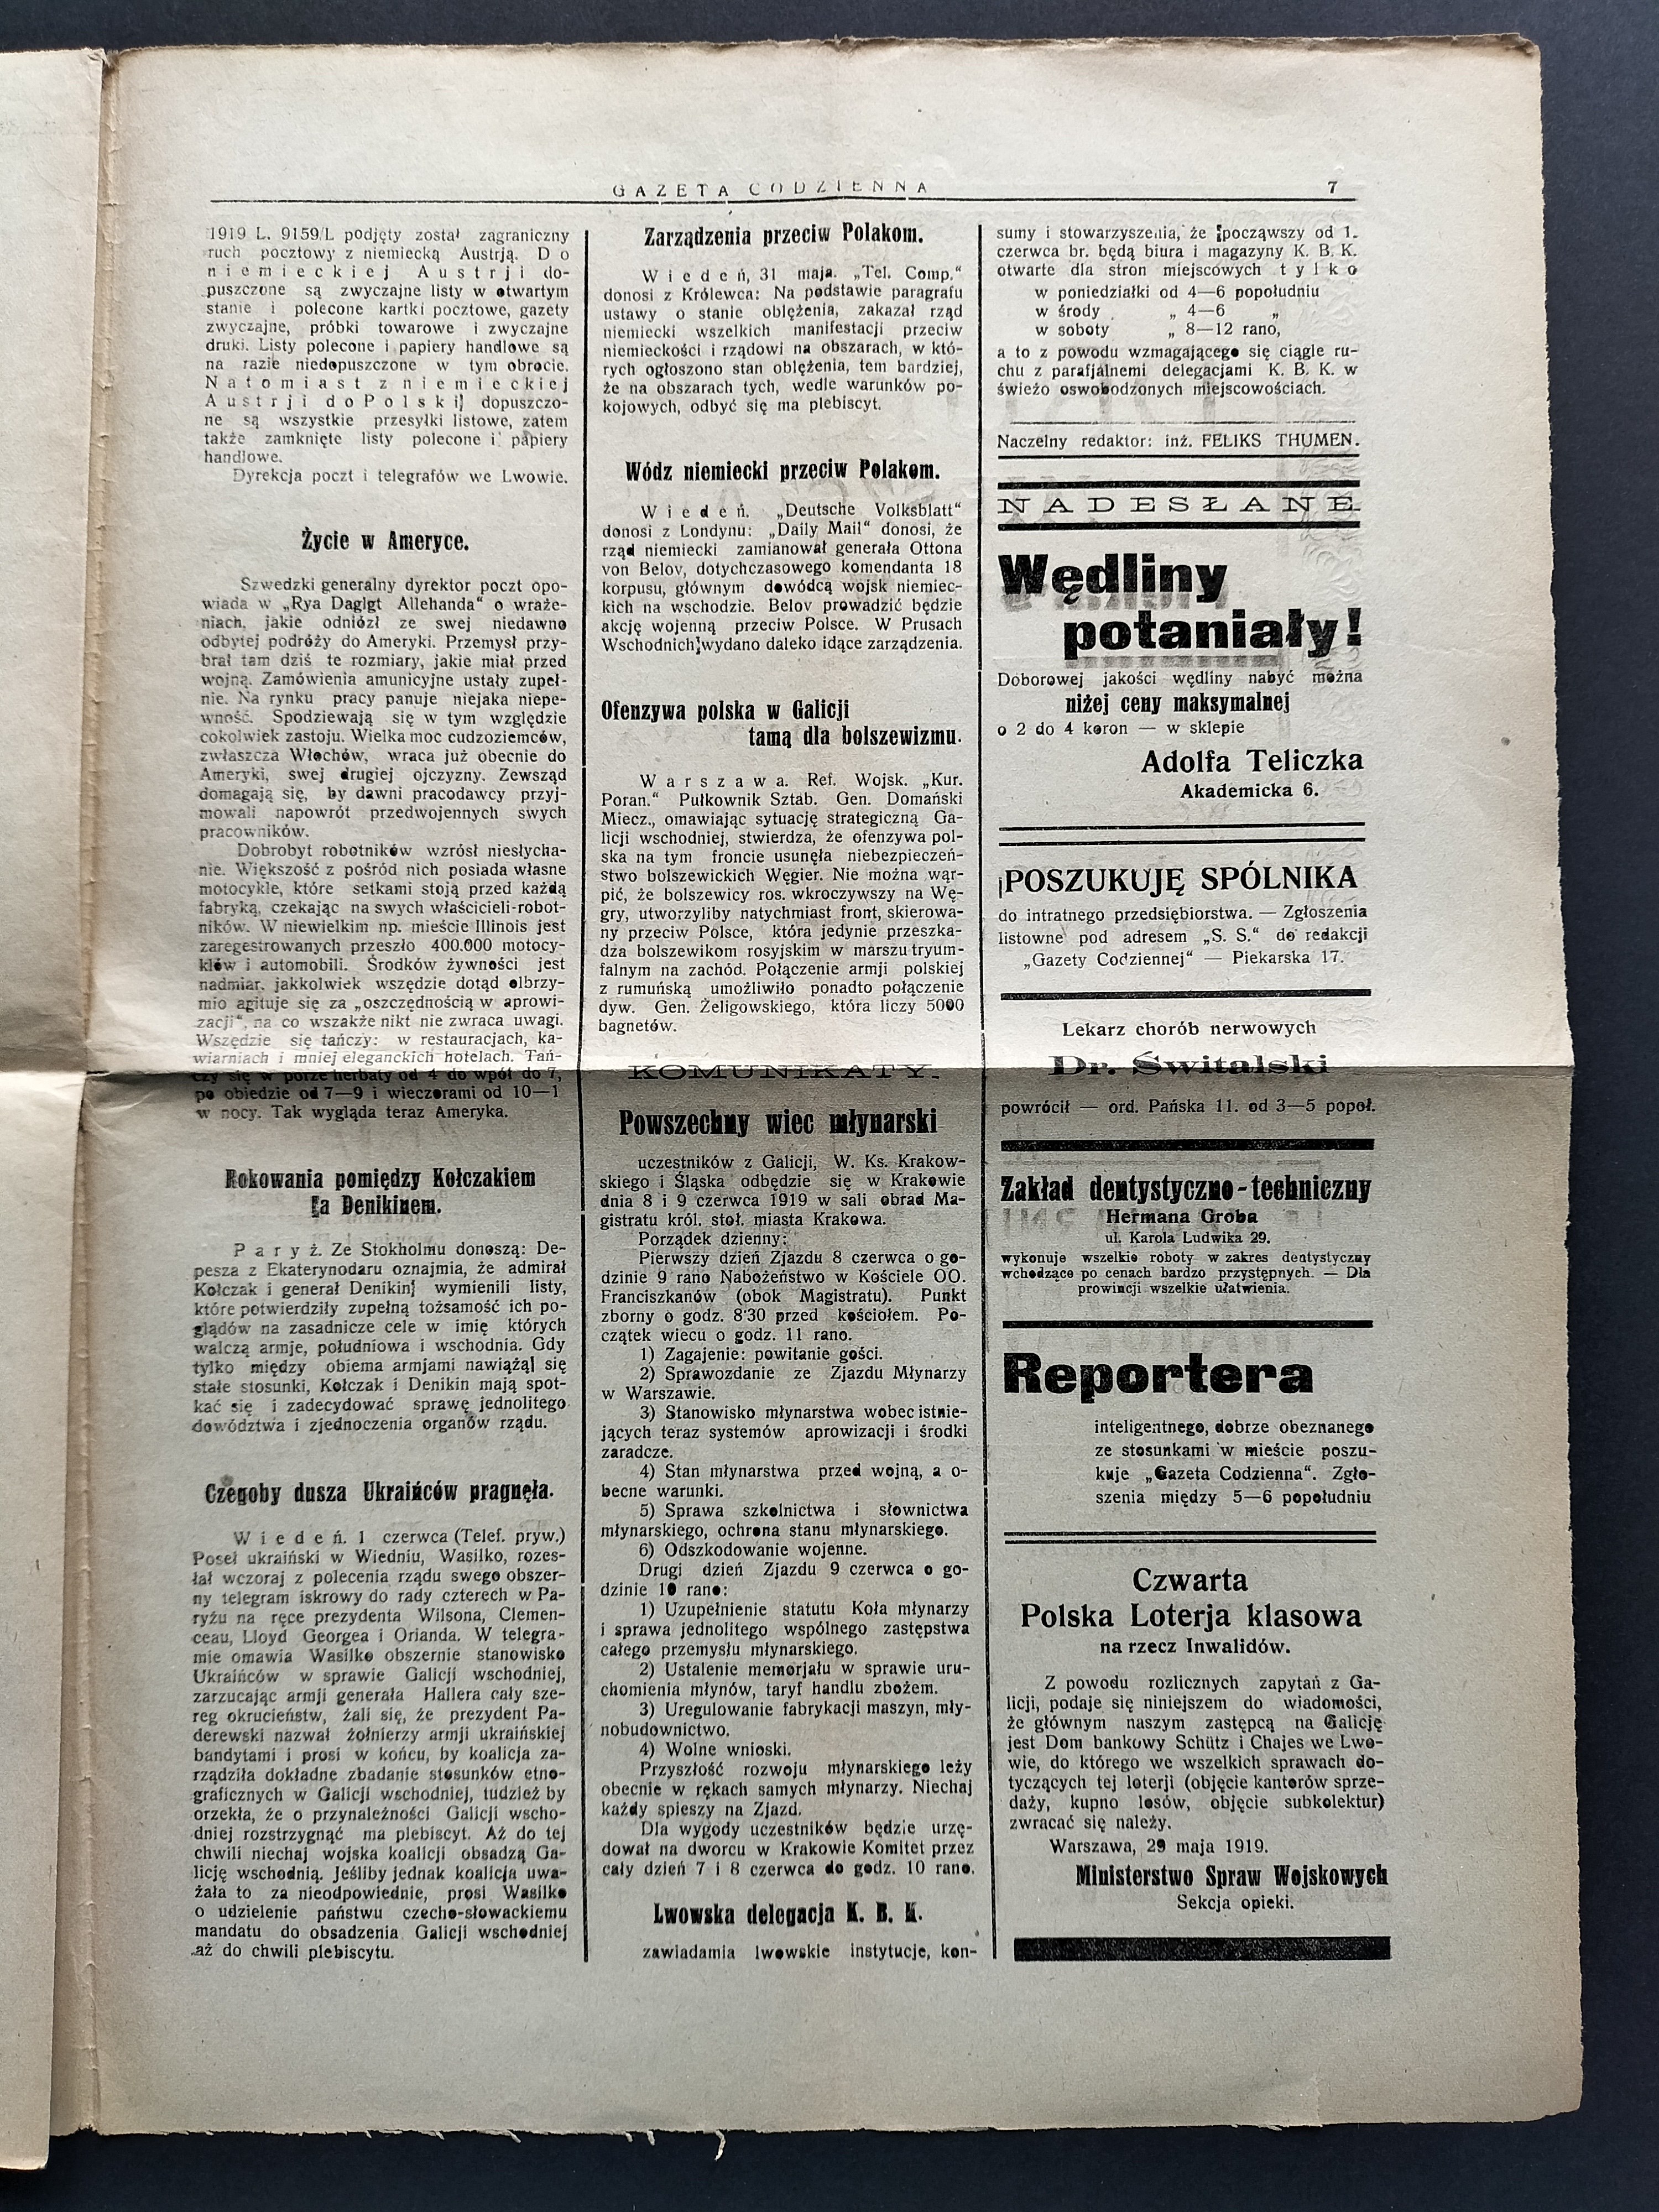 GAZETA CODZIENNA 7
1919 L. 9159/L podjęty został zagraniczny
ruch pocztowy z niemiecką Austrją. Do
niemieckiej Austrji do-
puszczone są zwyczajne listy w otwartym
stanie i polecone kartki pocztowe, gazety
zwyczajne, próbki towarowe i zwyczajne
druki. Listy polecone i papiery handlowe są
na razie niedopuszczone w tym obrocie.
Natomiast z niemieckiej
Austrji do Polski dopuszczo-
ne są wszystkie przesyłki listowe, zatem
także zamknięte listy polecone i papiery
handlowe.
Dyrekcja poczt i telegrafów we Lwowie.
Życie w Ameryce.
Szwedzki generalny dyrektor poczt opo-
wiada w „Rya Daglgt Allehanda“ o wraże-
niach, jakie odniózł ze swej niedawno
odbytej podróży do Ameryki. Przemysł przy-
brał tam dziś te rozmiary, jakie miał przed
wojną. Zamówienia amunicyjne ustały zupeł-
nie. Na rynku pracy panuje niejaka niepe-
wność. Spodziewają się w tym względzie
cokolwiek zastoju. Wielka moc cudzoziemców,
zwłaszcza Włochów, wraca już obecnie do
Ameryki, swej drugiej ojczyzny. Zewsząd
domagają się, by dawni pracodawcy przyj-
mowali napowrót przedwojennych swych
pracowników.
Dobrobyt robotników wzrósł niesłycha-
nie. Większość z pośród nich posiada własne
motocykle, które setkami stoją przed każdą
fabryką, czekając na swych właścicieli-robot-
ników. W niewielkim np. mieście Illinois jest
zaregestrowanych przeszło 400.000 motocy-
klów i automobili. Środków żywności jest
nadmiar, jakkolwiek wszędzie dotąd olbrzy-
mio agituje się za „oszczędnością w aprowi-
zacji“, na co wszakże nikt nie zwraca uwagi.
Wszędzie się tańczy: w restauracjach, ka-
wiarniach i mniej eleganckich hotelach. Tań-
czy się w porze herbaty od 4 do wpół do 7,
po obiedzie od 7—9 i wieczorami od 10—1
w nocy. Tak wygląda teraz Ameryka.
Rokowania pomiędzy Kołczakiem
a Denikinem.
Paryż. Ze Stokholmu donoszą: De-
pesza z Ekaterynodaru oznajmia, że admirał
Kołczak i generał Denikin wymienili listy,
które potwierdziły zupełną tożsamość ich po-
glądów na zasadnicze cele w imię których
walczą armje, południowa i wschodnia. Gdy
tylko między obiema armjami nawiążął się
stałe stosunki, Kołczak i Denikin mają spot-
kać się i zadecydować sprawę jednolitego
dowództwa i zjednoczenia organów rządu.
Czegoby dusza Ukraińców pragnęła.
Wiedeń. 1 czerwca (Telef. pryw.)
Poseł ukraiński w Wiedniu, Wasilko, rozes-
łał wczoraj z polecenia rządu swego obszer-
ny telegram iskrowy do rady czterech w Pa-
ryżu na ręce prezydenta Wilsona, Clemen-
ceau, Lloyd Georgea i Orianda. W telegra-
mie omawia Wasilko obszernie stanowisko
Ukraińców w sprawie Galicji wschodniej,
zarzucając armji generała Hallera cały sze-
reg okrucieństw, żali się, że prezydent Pa-
derewski nazwał żołnierzy armji ukraińskiej
bandytami i prosi w końcu, by koalicja za-
rządziła dokładne zbadanie stosunków etno-
graficznych w Galicji wschodniej, tudzież by
orzekła, że o przynależności Galicji wscho-
dniej rozstrzygnąć ma plebiscyt. Aż do tej
chwili niechaj wojska koalicji obsadzą Ga-
licję wschodnią. Jeśliby jednak koalicja uwa-
żała to za nieodpowiednie, prosi Wasilko
o udzielenie państwu czecho-słowackiemu
mandatu do obsadzenia Galicji wschodniej
aż do chwili plebiscytu.
Zarządzenia przeciw Polakom.
Wiedeń, 31 maja. „Tel. Comp.“
donosi z Królewca: Na podstawie paragrafu
ustawy o stanie oblężenia, zakazał rząd
niemiecki wszelkich manifestacji przeciw
niemieckości i rządowi na obszarach, w któ-
rych ogłoszono stan oblężenia, tem bardziej,
że na obszarach tych, wedle warunków po-
kojowych, odbyć się ma plebiscyt.
Wódz niemiecki przeciw Polakom.
Wiedeń. „Deutsche Volksblatt“
donosi z Londynu: „Daily Mail“ donosi, że
rząd niemiecki zamianował generała Ottona
von Belov, dotychczasowego komendanta 18
korpusu, głównym dowódcą wojsk niemiec-
kich na wschodzie. Belov prowadzić będzie
akcję wojenną przeciw Polsce. W Prusach
Wschodnich wydano daleko idące zarządzenia.
Ofenzywa polska w Galicji
tamą dla bolszewizmu.
Warszawa. Ref. Wojsk. „Kur.
Poran.“ Pułkownik Sztab. Gen. Domański
Miecz., omawiając sytuację strategiczną Ga-
licji wschodniej, stwierdza, że ofenzywa pol-
ska na tym froncie usunęła niebezpieczeń-
stwo bolszewickich Węgier. Nie można wąr-
pić, że bolszewicy ros. wkroczywszy na Wę-
gry, utworzyliby natychmiast front, skierowa-
ny przeciw Polsce, która jedynie przeszka-
dza bolszewikom rosyjskim w marszu tryum-
falnym na zachód. Połączenie armji polskiej
z rumuńską umożliwiło ponadto połączenie
dyw. Gen. Żeligowskiego, która liczy 5000
bagnetów.
KOMUNIKATY.
Powszechny wiec młynarski
uczestników z Galicji, W. Ks. Krakow-
skiego i Śląska odbędzie się w Krakowie
dnia 8 i 9 czerwca 1919 w sali obrad Ma-
gistratu król. stoł. miasta Krakowa.
Porządek dzienny:
Pierwszy dzień Zjazdu 8 czerwca o go-
dzinie 9 rano Nabożeństwo w Kościele OO.
Franciszkanów (obok Magistratu). Punkt
zborny o godz. 8·30 przed kościołem. Po-
czątek wiecu o godz. 11 rano.
1) Zagajenie: powitanie gości.
2) Sprawozdanie ze Zjazdu Młynarzy
w Warszawie.
3) Stanowisko młynarstwa wobec istnie-
jących teraz systemów aprowizacji i środki
zaradcze.
4) Stan młynarstwa przed wojną, a o-
becne warunki.
5) Sprawa szkolnictwa i słownictwa
młynarskiego, ochrona stanu młynarskiego.
6) Odszkodowanie wojenne.
Drugi dzień Zjazdu 9 czerwca o go-
dzinie 10 rano:
1) Uzupełnienie statutu Koła młynarzy
i sprawa jednolitego wspólnego zastępstwa
całego przemysłu młynarskiego.
2) Ustalenie memorjału w sprawie uru-
chomienia młynów, taryf handlu zbożem.
3) Uregulowanie fabrykacji maszyn, mły-
nobudownictwo.
4) Wolne wnioski.
Przyszłość rozwoju młynarskiego leży
obecnie w rękach samych młynarzy. Niechaj
każdy spieszy na Zjazd.
Dla wygody uczestników będzie urzę-
dował na dworcu w Krakowie Komitet przez
cały dzień 7 i 8 czerwca do godz. 10 rano.
Lwowska delegacja K. B. K.
zawiadamia lwowskie instytucje, kon-
sumy i stowarzyszenia, że począwszy od 1.
czerwca br. będą biura i magazyny K. B. K.
otwarte dla stron miejscowych tylko
w poniedziałki od 4—6 popołudniu
w środy „ 4—6 „
w soboty „ 8—12 rano,
a to z powodu wzmagającego się ciągle ru-
chu z parafjalnemi delegacjami K. B. K. w
świeżo oswobodzonych miejscowościach.
Naczelny redaktor: inż. FELIKS THUMEN.
NADESŁANE
Wędliny
potaniały!
Doborowej jakości wędliny nabyć można
niżej ceny maksymalnej
o 2 do 4 koron — w sklepie
Adolfa Teliczka
Akademicka 6.
POSZUKUJĘ SPÓLNIKA
do intratnego przedsiębiorstwa. — Zgłoszenia
listowne pod adresem „S. S.“ do redakcji
„Gazety Codziennej“ — Piekarska 17.
Lekarz chorób nerwowych
Dr. Świtalski
powrócił — ord. Pańska 11. od 3—5 popoł.
Zakład dentystyczno-techniczny
Hermana Groba
ul. Karola Ludwika 29.
wykonuje wszelkie roboty w zakres dentystyczny
wchodzące po cenach bardzo przystępnych. — Dla
prowincji wszelkie ułatwienia.
Reportera
inteligentnego, dobrze obeznanego
ze stosunkami w mieście poszu-
kuje „Gazeta Codzienna“. Zgło-
szenia między 5—6 popołudniu
Czwarta
Polska Loterja klasowa
na rzecz Inwalidów.
Z powodu rozlicznych zapytań z Ga-
licji, podaje się niniejszem do wiadomości,
że głównym naszym zastępcą na Galicję
jest Dom bankowy Schütz i Chajes we Lwo-
wie, do którego we wszelkich sprawach do-
tyczących tej loterji (objęcie kantorów sprze-
daży, kupno losów, objęcie subkolektur)
zwracać się należy.
Warszawa, 29 maja 1919.
Ministerstwo Spraw Wojskowych
Sekcja opieki.